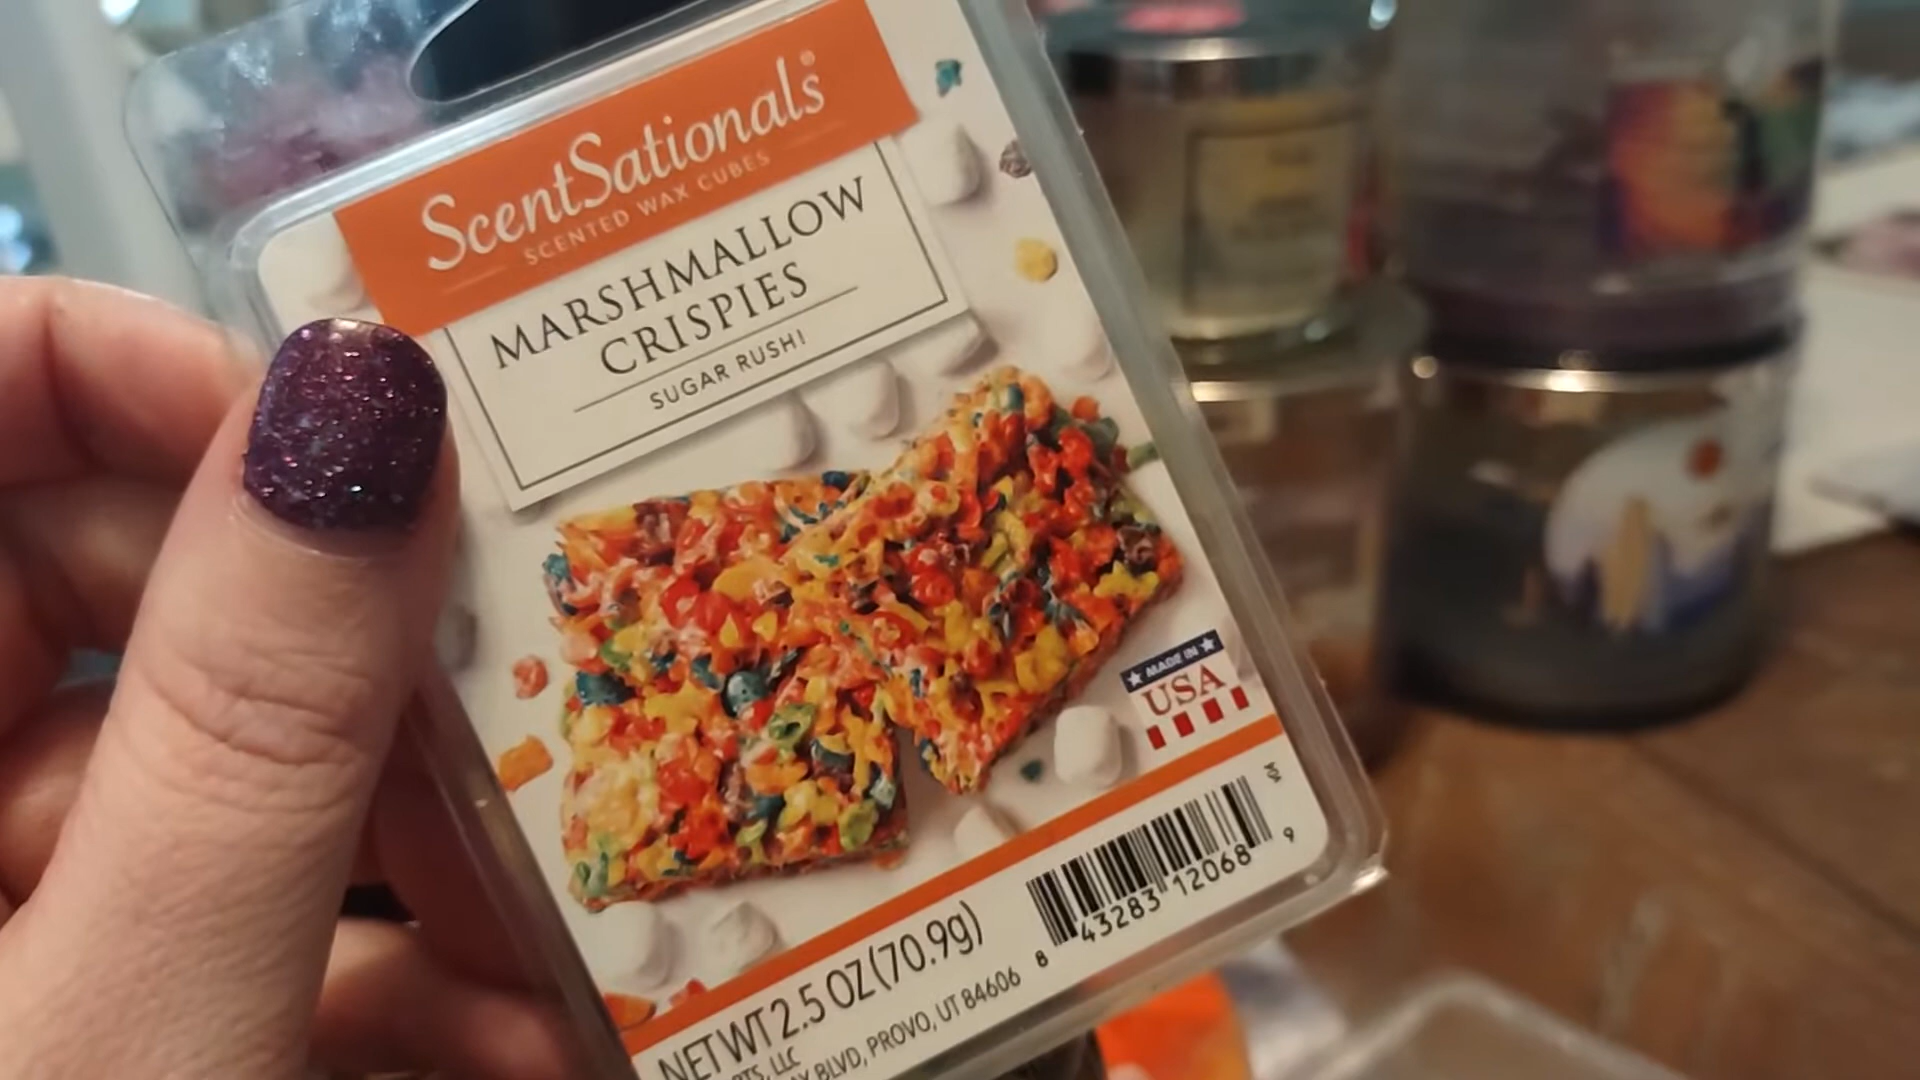 ScentSationals®
SCENTED WAX CUBES
MARSHMALLOW
CRISPIES
SUGAR RUSH!
MADE IN
USA
8 43283 12068 9
NET WT 2.5 OZ (70.9g)
LLC
BLVD, PROVO, UT 84606